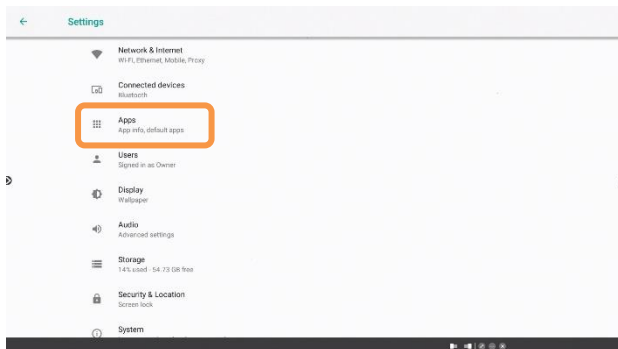 Settings
Network & Internet
Wi-Fi, Ethernet, Mobile, Proxy
Connected devices
Bluetooth
Apps
App info, default apps
Users
Signed in as Owner
Display
Wallpaper
Audio
Advanced settings
Storage
14% used - 54.73 GB free
Security & Location
Screen lock
System